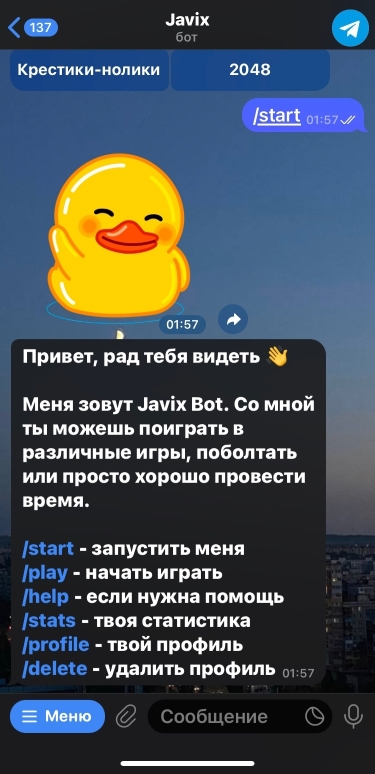 137
Javix
бот
Крестики-нолики
2048
/start 01:57
01:57
Привет, рад тебя видеть 👋
Меня зовут Javix Bot. Со мной
ты можешь поиграть в
различные игры, поболтать
или просто хорошо провести
время.
/start - запустить меня
/play - начать играть
/help - если нужна помощь
/stats - твоя статистика
/profile - твой профиль
/delete - удалить профиль 01:57
Меню
Сообщение